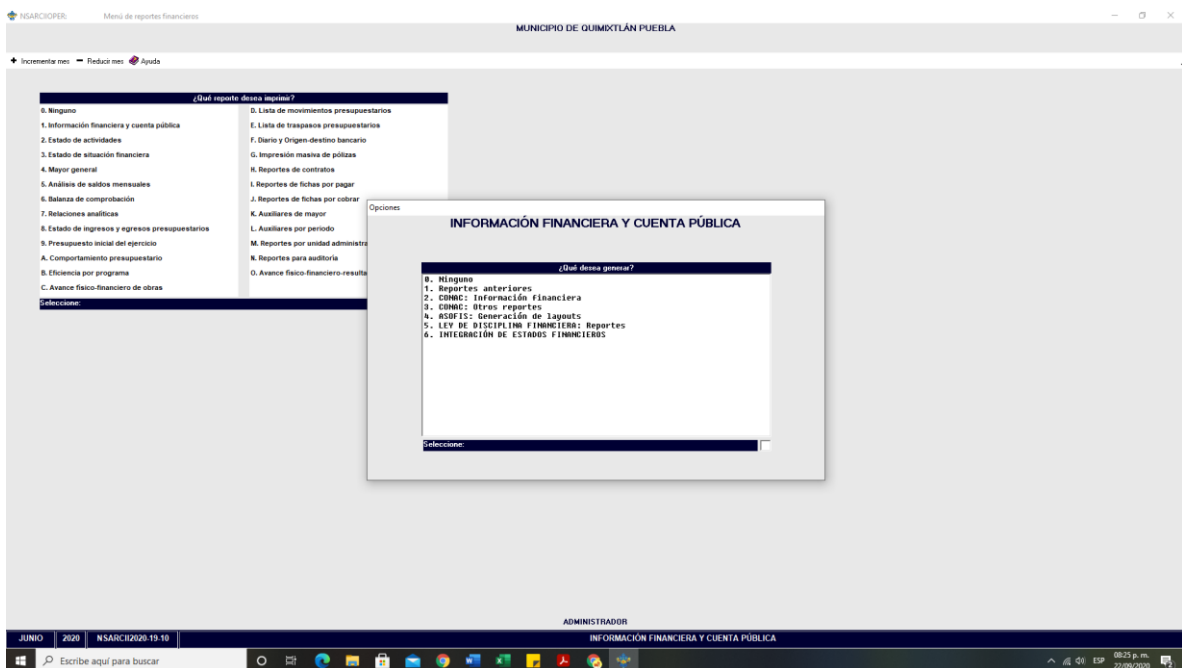 NSARCIIOPER: Menú de reportes financieros
MUNICIPIO DE QUIMIXTLÁN PUEBLA
Incrementar mes Reducir mes Ayuda
¿Qué reporte desea imprimir?
0. Ninguno
1. Información financiera y cuenta pública
2. Estado de actividades
3. Estado de situación financiera
4. Mayor general
5. Análisis de saldos mensuales
6. Balanza de comprobación
7. Relaciones analíticas
8. Estado de ingresos y egresos presupuestarios
9. Presupuesto inicial del ejercicio
A. Comportamiento presupuestario
B. Eficiencia por programa
C. Avance físico-financiero de obras
D. Lista de movimientos presupuestarios
E. Lista de traspasos presupuestarios
F. Diario y Origen-destino bancario
G. Impresión masiva de pólizas
H. Reportes de contratos
I. Reportes de fichas por pagar
J. Reportes de fichas por cobrar
K. Auxiliares de mayor
L. Auxiliares por periodo
M. Reportes por unidad administra
N. Reportes para auditoría
O. Avance físico-financiero-resulta
Seleccione:
Opciones
INFORMACIÓN FINANCIERA Y CUENTA PÚBLICA
¿Qué desea generar?
0. Ninguno
1. Reportes anteriores
2. CONAC: Información financiera
3. CONAC: Otros reportes
4. ASOFIS: Generación de layouts
5. LEY DE DISCIPLINA FINANCIERA: Reportes
6. INTEGRACIÓN DE ESTADOS FINANCIEROS
Seleccione:
ADMINISTRADOR
JUNIO 2020 NSARCII2020-19-10 INFORMACIÓN FINANCIERA Y CUENTA PÚBLICA
Escribe aquí para buscar
ESP
08:25 p. m.
22/09/2020